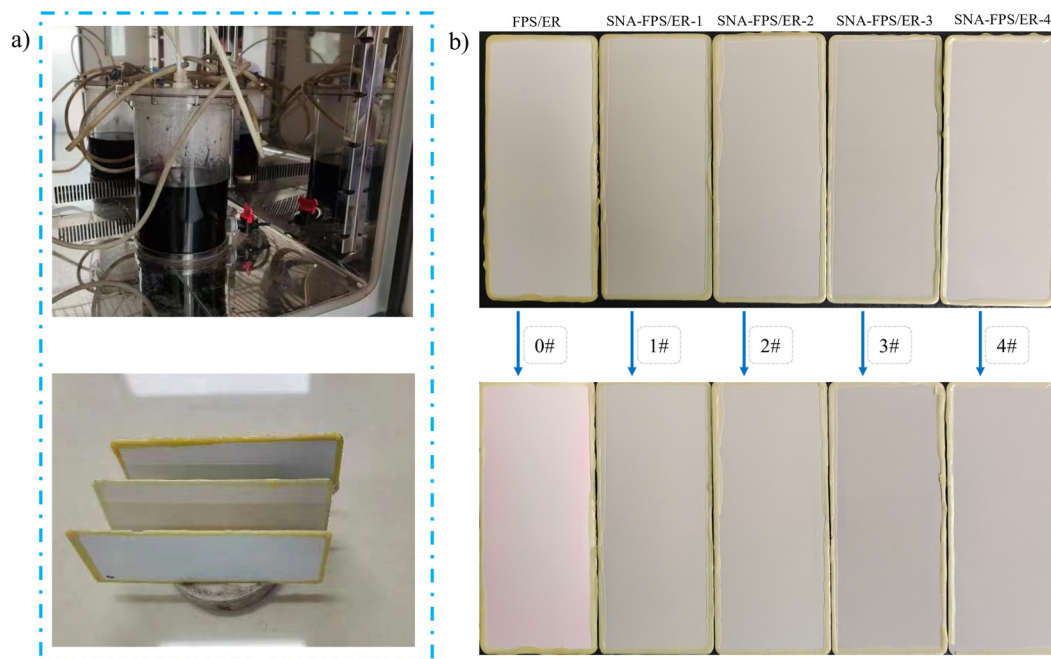 a)
b)
FPS/ER
SNA-FPS/ER-1
SNA-FPS/ER-2
SNA-FPS/ER-3
SNA-FPS/ER-4
0#
1#
2#
3#
4#